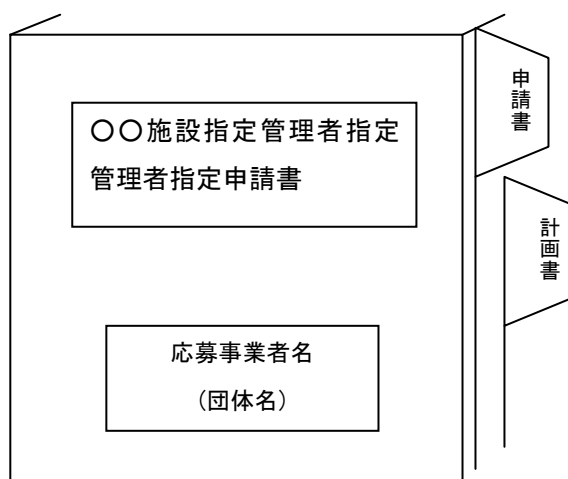 〇〇施設指定管理者指定
管理者指定申請書
応募事業者名
（団体名）
申請書
計画書